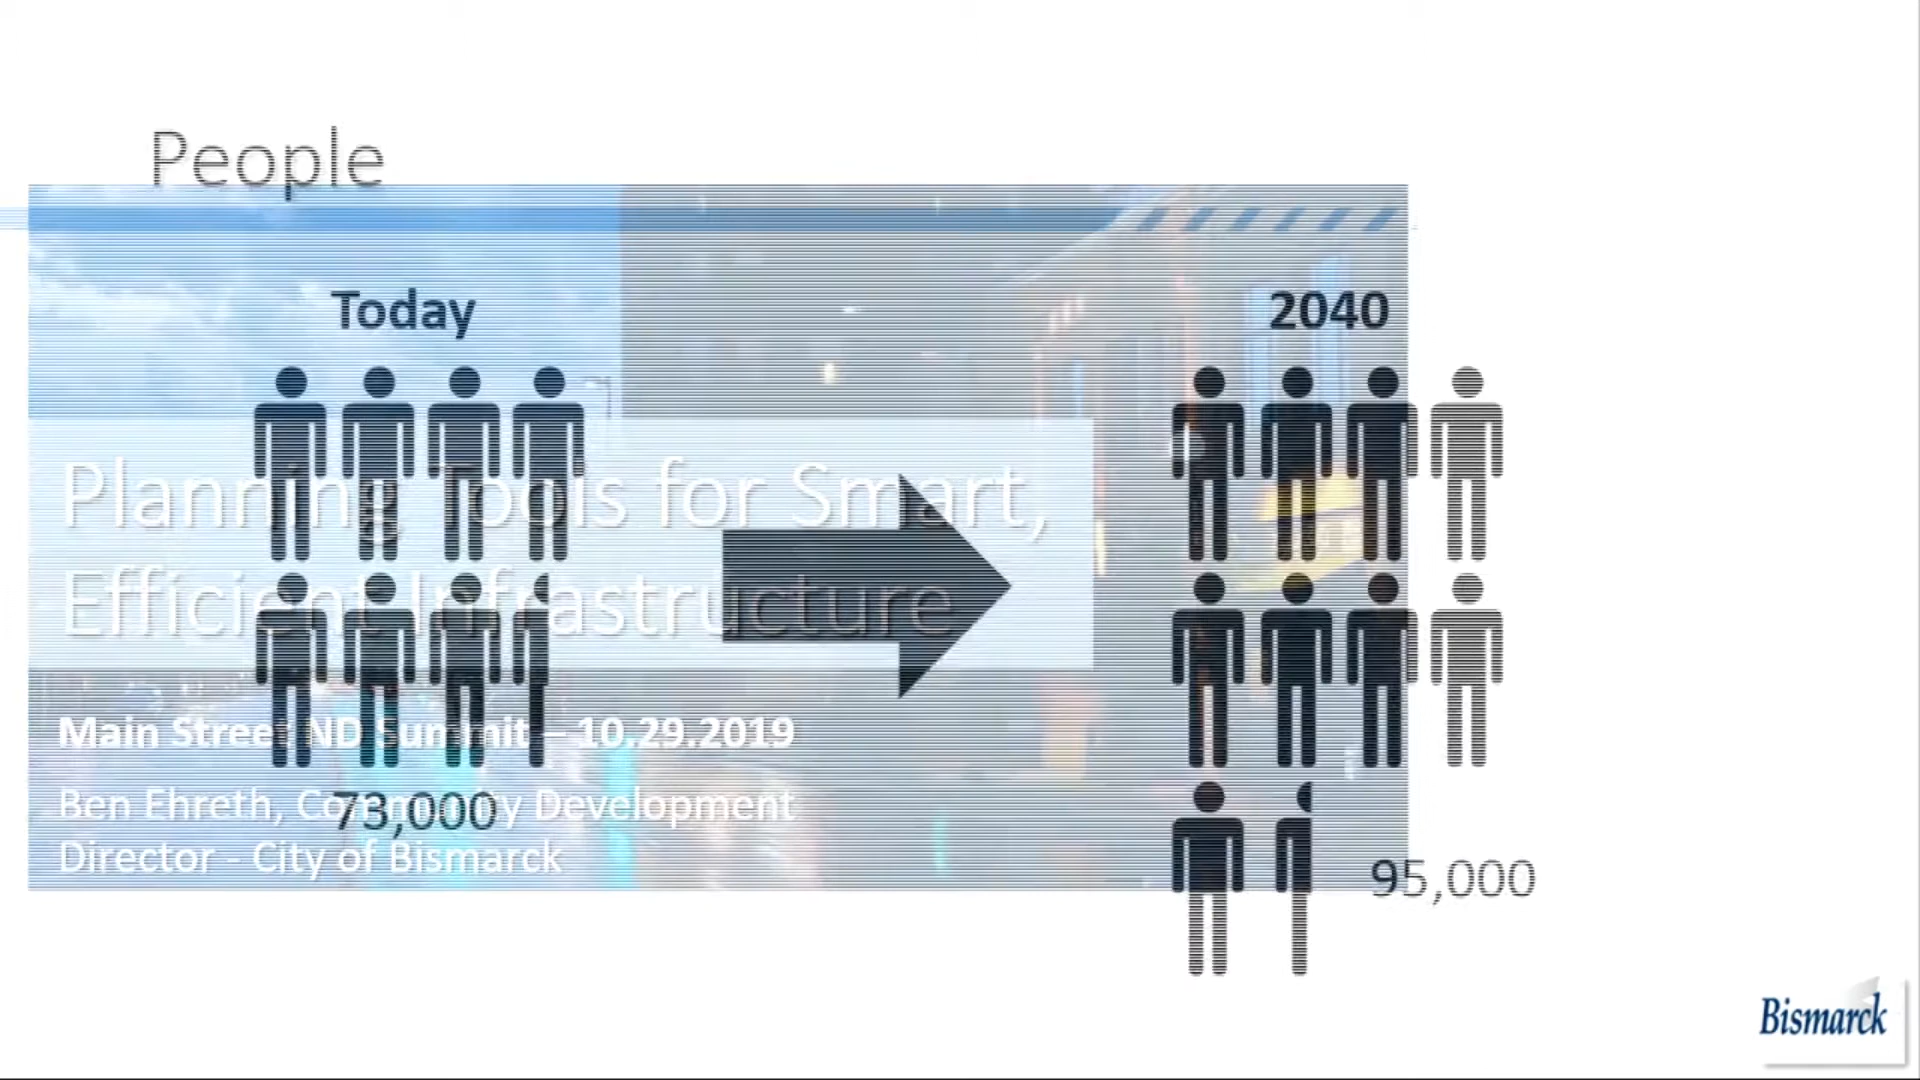 People
Today
2040
Planning Tools for Smart,
Efficient Infrastructure
Main Street ND Summit – 10.29.2019
Ben Ehreth, Community Development
Director - City of Bismarck
73,000
95,000
Bismarck